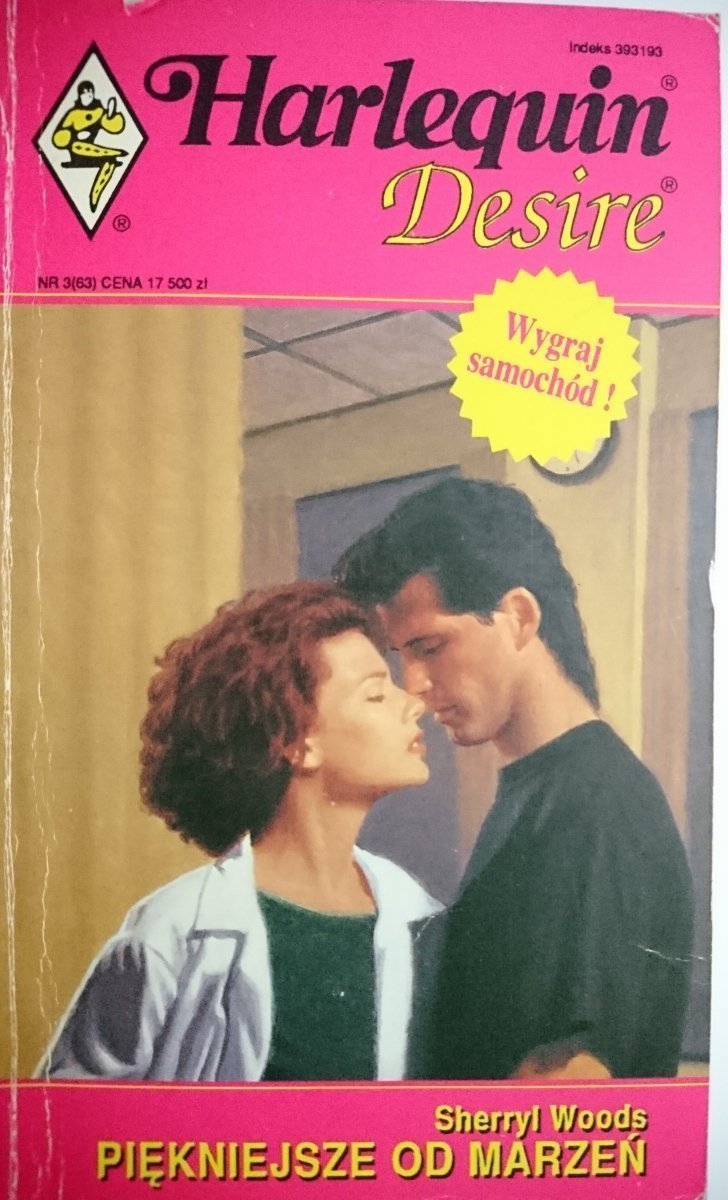 Indeks 393193
Harlequin®
Desire®
®
NR 3(63) CENA 17 500 zł
Wygraj
samochód !
Sherryl Woods
PIĘKNIEJSZE OD MARZEŃ